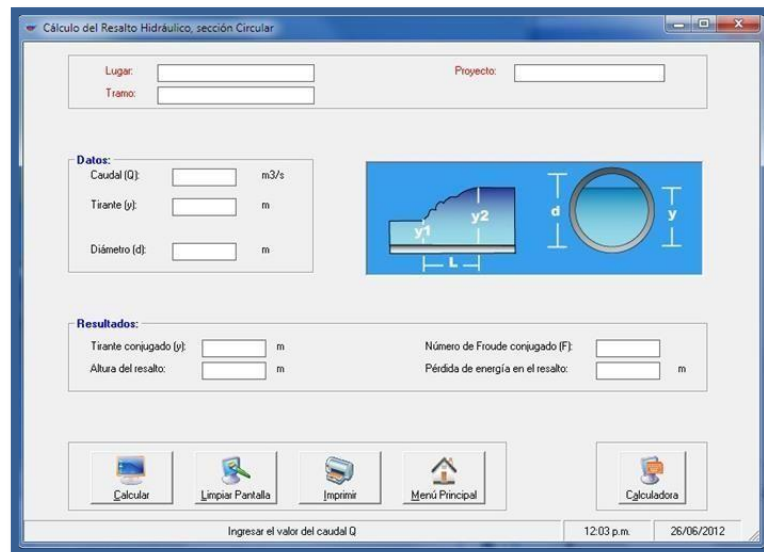 Cálculo del Resalto Hidráulico, sección Circular
Lugar: Proyecto:
Tramo:
Datos:
Caudal (Q): m3/s
Tirante (y): m
Diámetro (d): m
y1 y2 L d y
Resultados:
Tirante conjugado (y): m Número de Froude conjugado (F):
Altura del resalto: m Pérdida de energía en el resalto: m
Calcular Limpiar Pantalla Imprimir Menú Principal Calculadora
Ingresar el valor del caudal Q 12:03 p.m. 26/06/2012